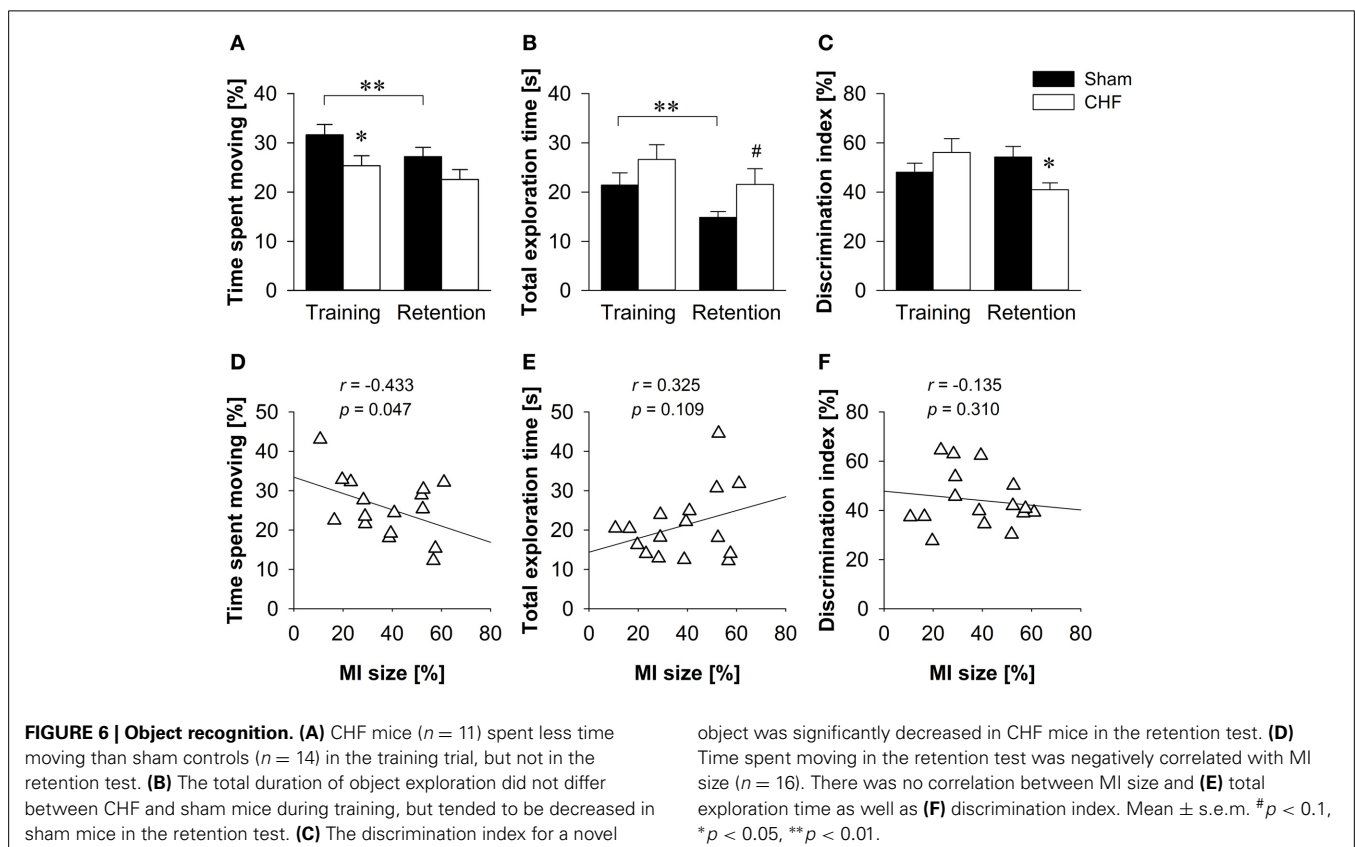 A
B
C
Sham
CHF
Time spent moving [%]
40
30
20
10
0
**
*
Training Retention
Total exploration time [s]
40
30
20
10
0
**
#
Training Retention
Discrimination index [%]
80
60
40
20
0
*
Training Retention
D
r = -0.433
p = 0.047
Time spent moving [%]
50
40
30
20
10
0
0 20 40 60 80
MI size [%]
E
r = 0.325
p = 0.109
Total exploration time [s]
50
40
30
20
10
0
0 20 40 60 80
MI size [%]
F
r = -0.135
p = 0.310
Discrimination index [%]
80
60
40
20
0
0 20 40 60 80
MI size [%]
FIGURE 6 | Object recognition. (A) CHF mice (n = 11) spent less time
moving than sham controls (n = 14) in the training trial, but not in the
retention test. (B) The total duration of object exploration did not differ
between CHF and sham mice during training, but tended to be decreased in
sham mice in the retention test. (C) The discrimination index for a novel
object was significantly decreased in CHF mice in the retention test. (D)
Time spent moving in the retention test was negatively correlated with MI
size (n = 16). There was no correlation between MI size and (E) total
exploration time as well as (F) discrimination index. Mean ± s.e.m. #p < 0.1,
*p < 0.05, **p < 0.01.